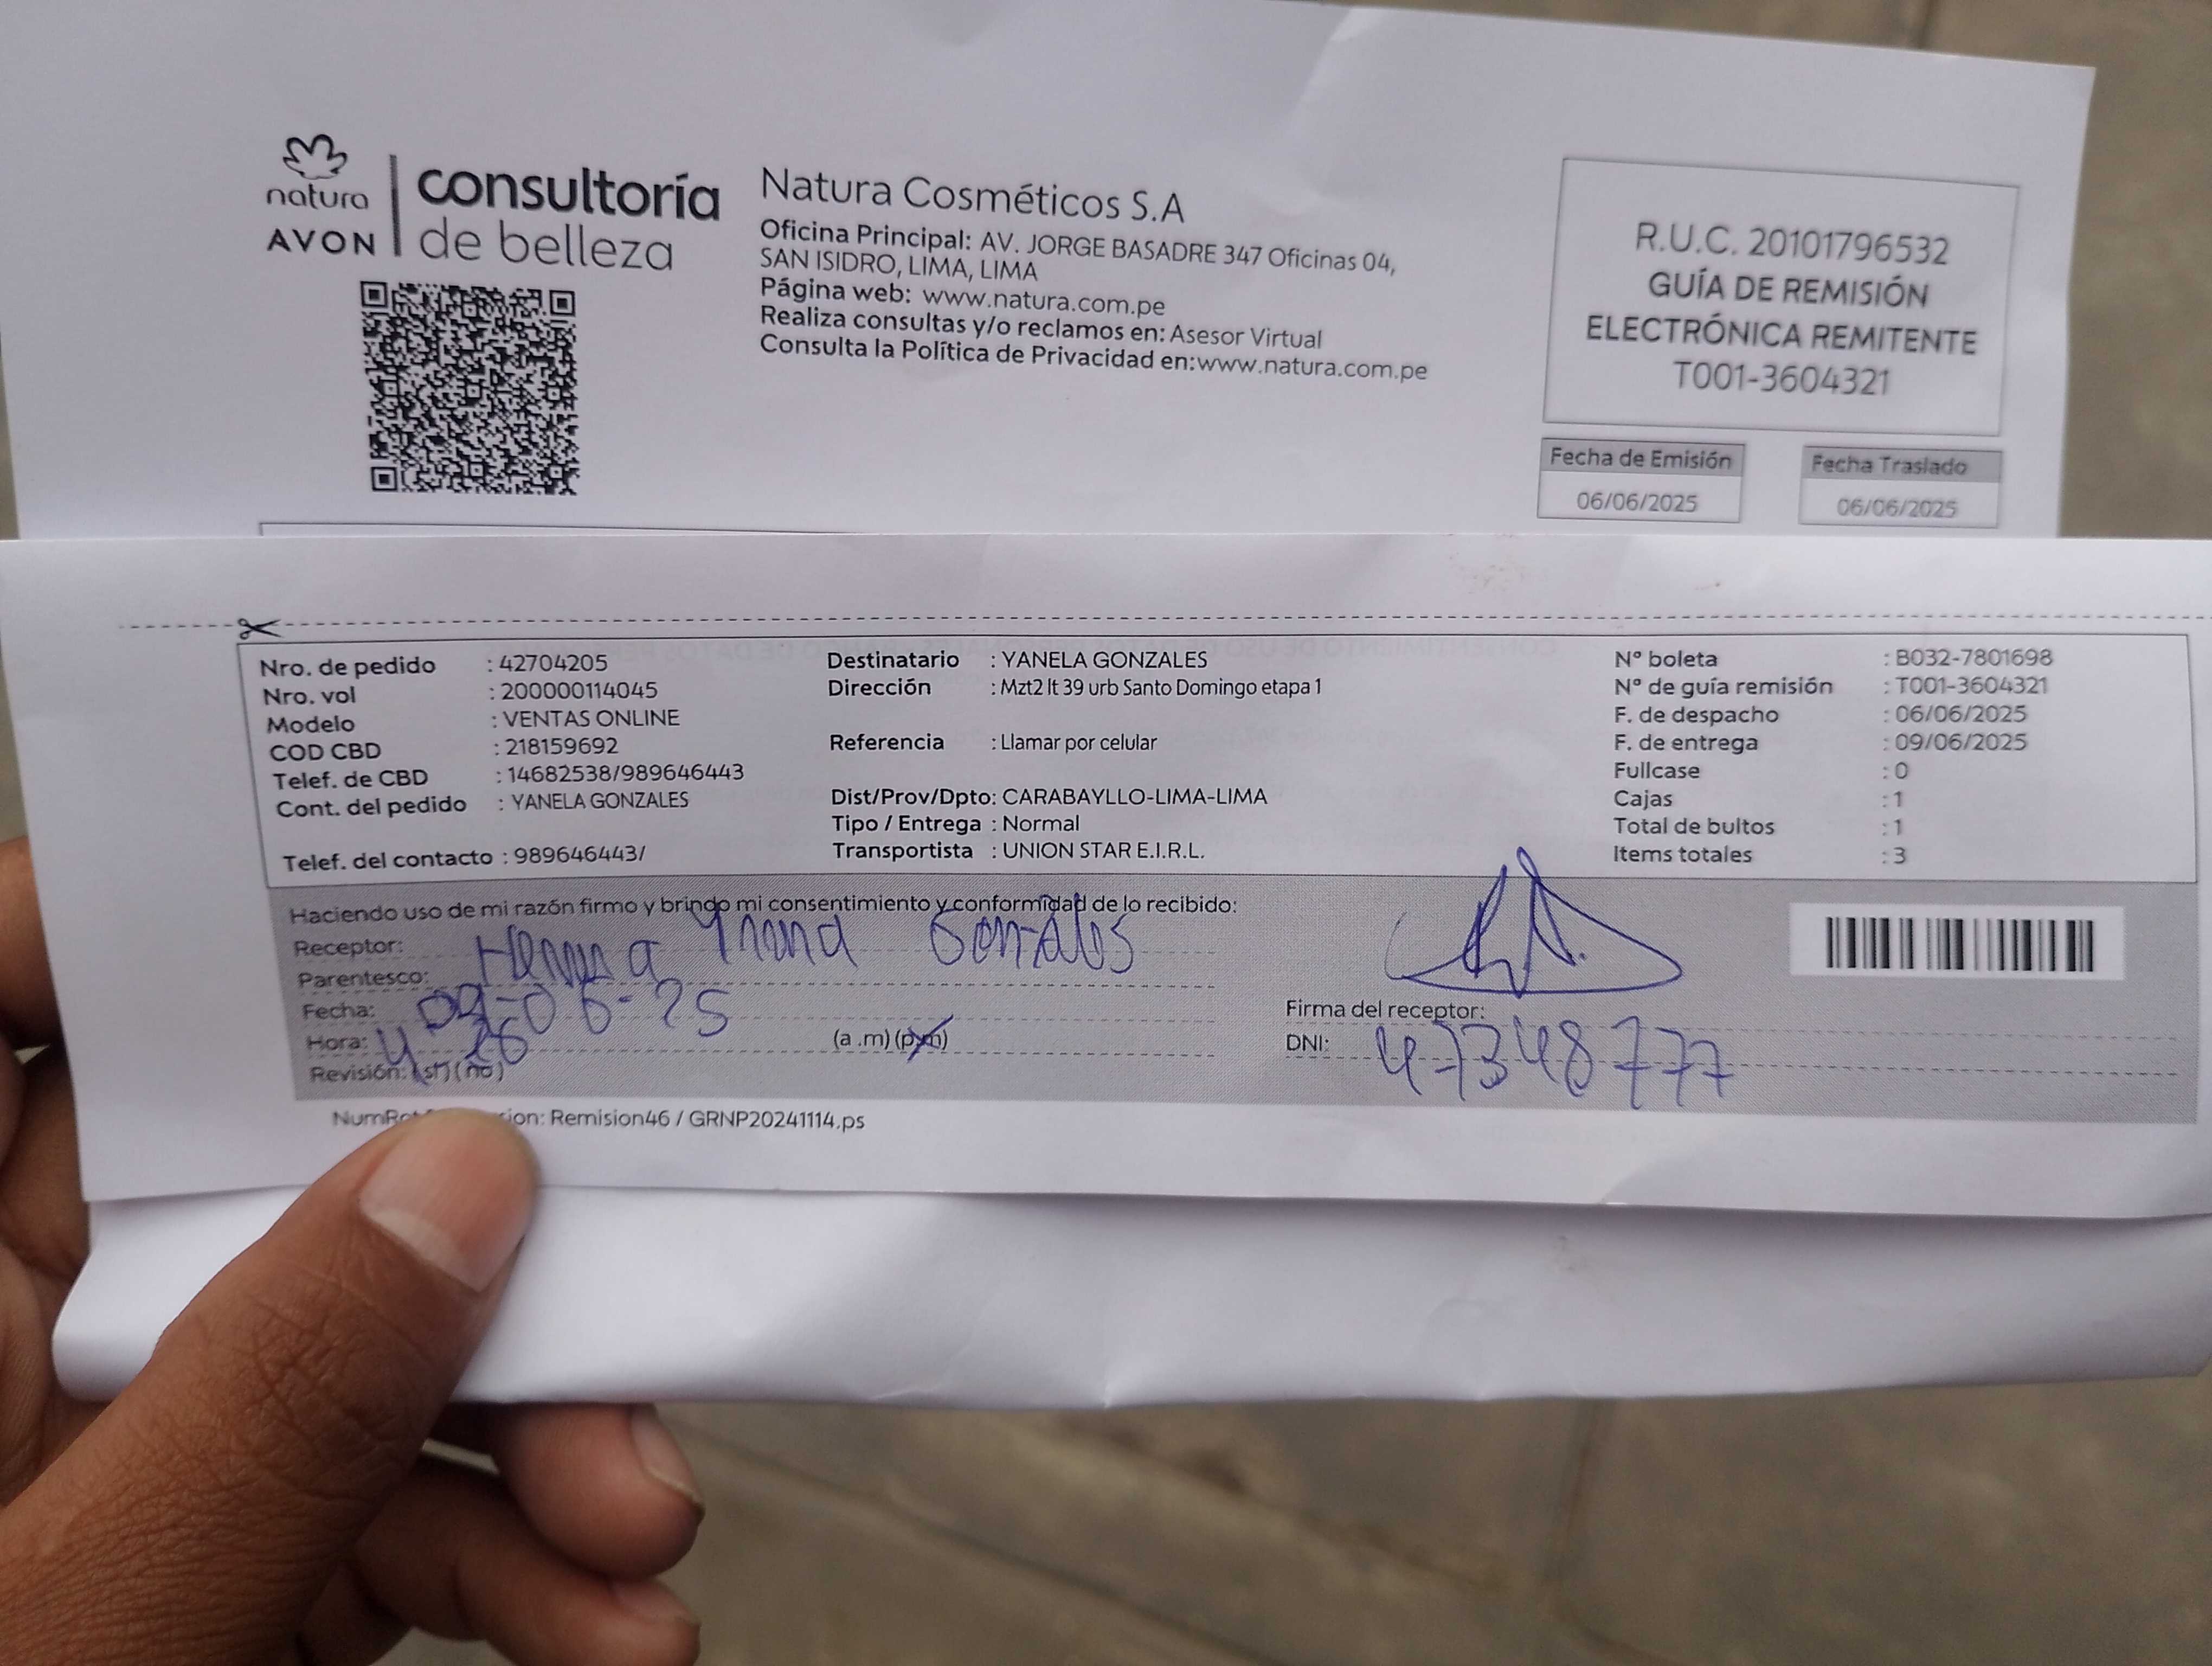 natura
AVON
consultoría
de belleza
Natura Cosméticos S.A
Oficina Principal: AV. JORGE BASADRE 347 Oficinas 04,
SAN ISIDRO, LIMA, LIMA
Página web: www.natura.com.pe
Realiza consultas y/o reclamos en: Asesor Virtual
Consulta la Política de Privacidad en:www.natura.com.pe
R.U.C. 20101796532
GUÍA DE REMISIÓN
ELECTRÓNICA REMITENTE
T001-3604321
Fecha de Emisión
06/06/2025
Fecha Traslado
06/06/2025
Nro. de pedido : 42704205
Nro. vol : 200000114045
Modelo : VENTAS ONLINE
COD CBD : 218159692
Telef. de CBD : 14682538/989646443
Cont. del pedido : YANELA GONZALES
Telef. del contacto : 989646443/
Destinatario : YANELA GONZALES
Dirección : Mzt2 lt 39 urb Santo Domingo etapa 1
Referencia : Llamar por celular
Dist/Prov/Dpto: CARABAYLLO-LIMA-LIMA
Tipo / Entrega : Normal
Transportista : UNION STAR E.I.R.L.
N° boleta : B032-7801698
N° de guía remisión : T001-3604321
F. de despacho : 06/06/2025
F. de entrega : 09/06/2025
Fullcase : 0
Cajas : 1
Total de bultos : 1
Items totales : 3
Haciendo uso de mi razón firmo y brindo mi consentimiento y conformidad de lo recibido:
Receptor: Gonzales
Parentesco:
Fecha: 09-06-25
Hora: 4 (a .m) (p.m)
Revisión: (si) (no)
Firma del receptor:
DNI: 47348777
ion: Remision46 / GRNP20241114.ps